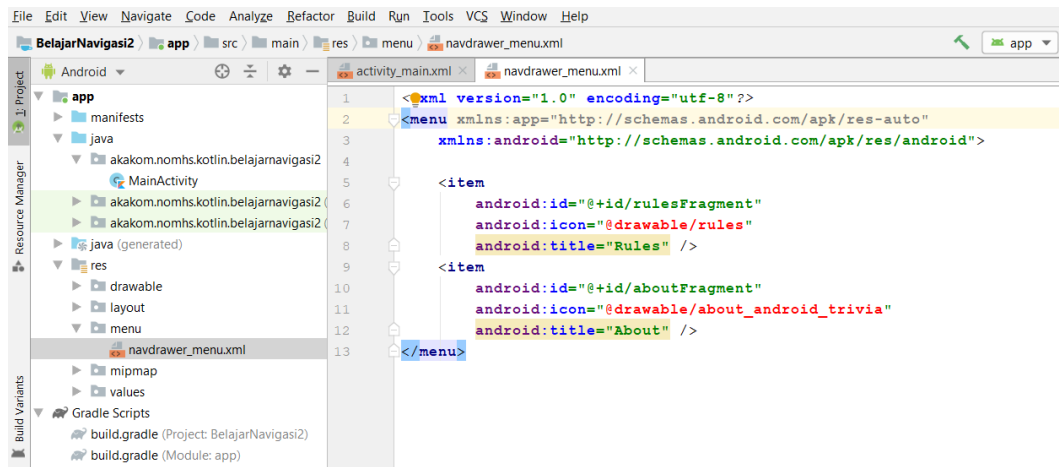 File Edit View Navigate Code Analyze Refactor Build Run Tools VCS Window Help
BelajarNavigasi2 app src main res menu navdrawer_menu.xml app
1: Project
Resource Manager
Build Variants
Android
app
manifests
java
akakom.nomhs.kotlin.belajarnavigasi2
MainActivity
akakom.nomhs.kotlin.belajarnavigasi2 (
akakom.nomhs.kotlin.belajarnavigasi2 (
java (generated)
res
drawable
layout
menu
navdrawer_menu.xml
mipmap
values
Gradle Scripts
build.gradle (Project: BelajarNavigasi2)
build.gradle (Module: app)
activity_main.xml navdrawer_menu.xml
1 <xml version="1.0" encoding="utf-8"?>
2 <menu xmlns:app="http://schemas.android.com/apk/res-auto"
3 xmlns:android="http://schemas.android.com/apk/res/android">
4
5 <item
6 android:id="@+id/rulesFragment"
7 android:icon="@drawable/rules"
8 android:title="Rules" />
9 <item
10 android:id="@+id/aboutFragment"
11 android:icon="@drawable/about_android_trivia"
12 android:title="About" />
13 </menu>